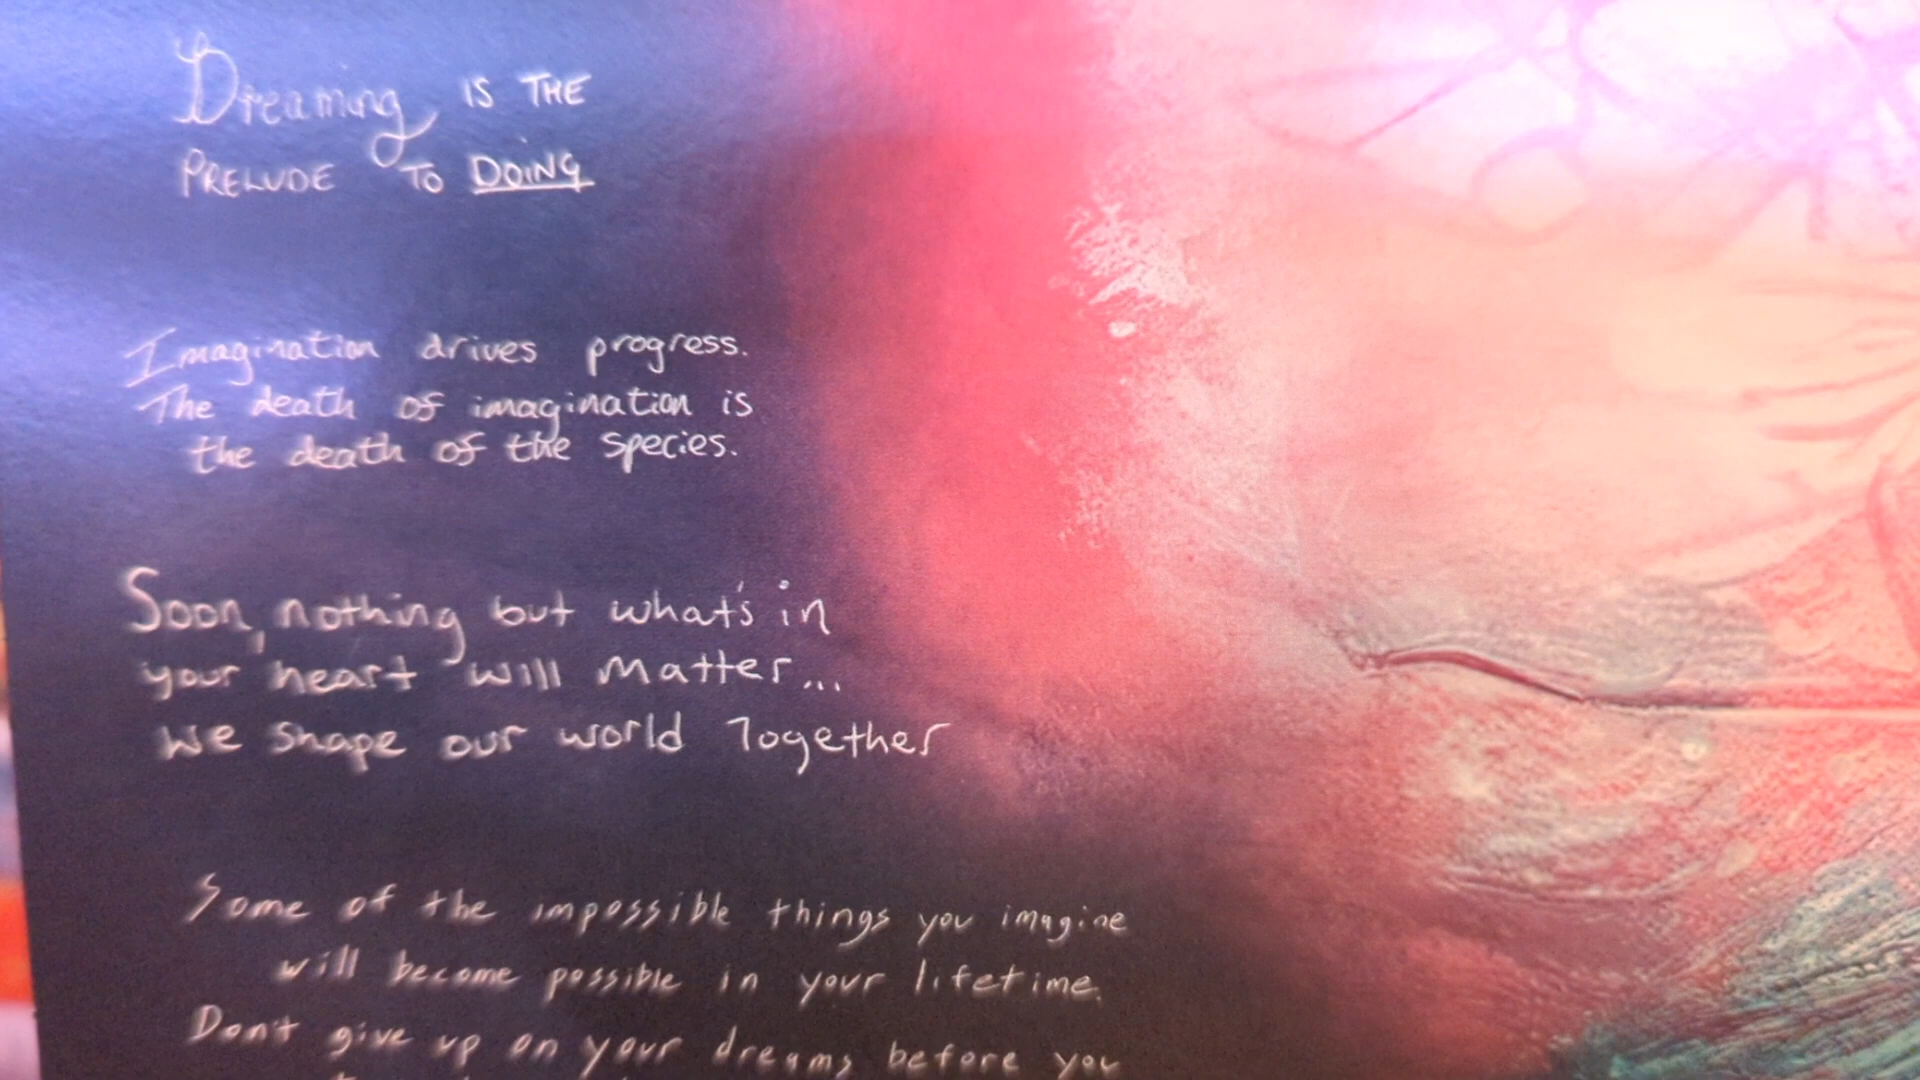 Dreaming IS THE
PRELUDE TO DOING
Imagination drives progress.
The death of imagination is
the death of the species.
Soon, nothing but what's in
your heart will matter...
we shape our world Together
Some of the impossible things you imagine
will become possible in your lifetime.
Don't give up on your dreams before you